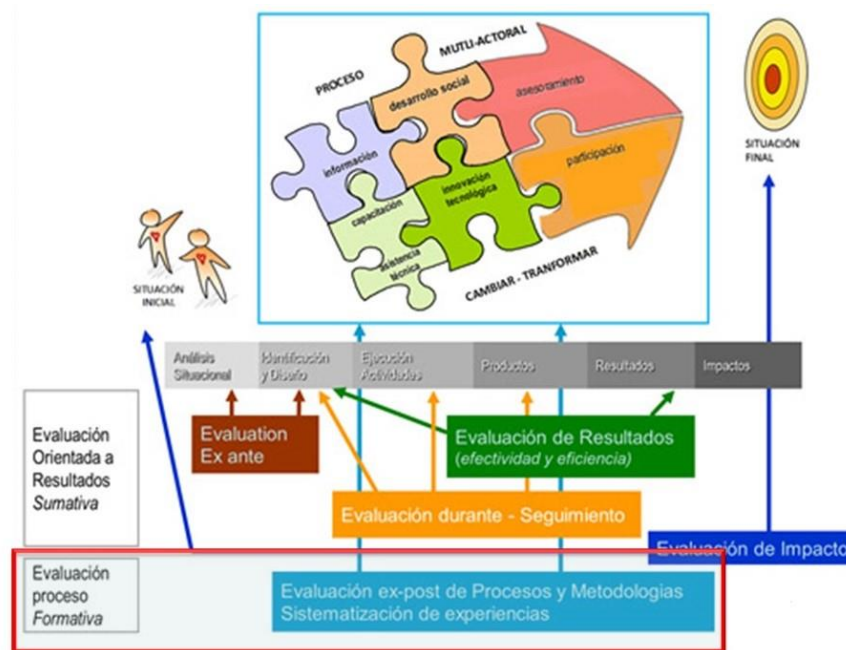 MUTLI-ACTORAL
PROCESO
desarrollo social
asesoramiento
información
innovación
tecnológica
participación
capacitación
asistencia
técnica
CAMBIAR - TRANFORMAR
SITUACIÓN
FINAL
SITUACIÓN
INICIAL
Análisis
Situacional
Identificación
y Diseño
Ejecución
Actividades
Productos
Resultados
Impactos
Evaluación
Orientada a
Resultados
Sumativa
Evaluation
Ex ante
Evaluación de Resultados
(efectividad y eficiencia)
Evaluación durante - Seguimiento
Evaluación de Impacto
Evaluación
proceso
Formativa
Evaluación ex-post de Procesos y Metodologias
Sistematización de experiencias